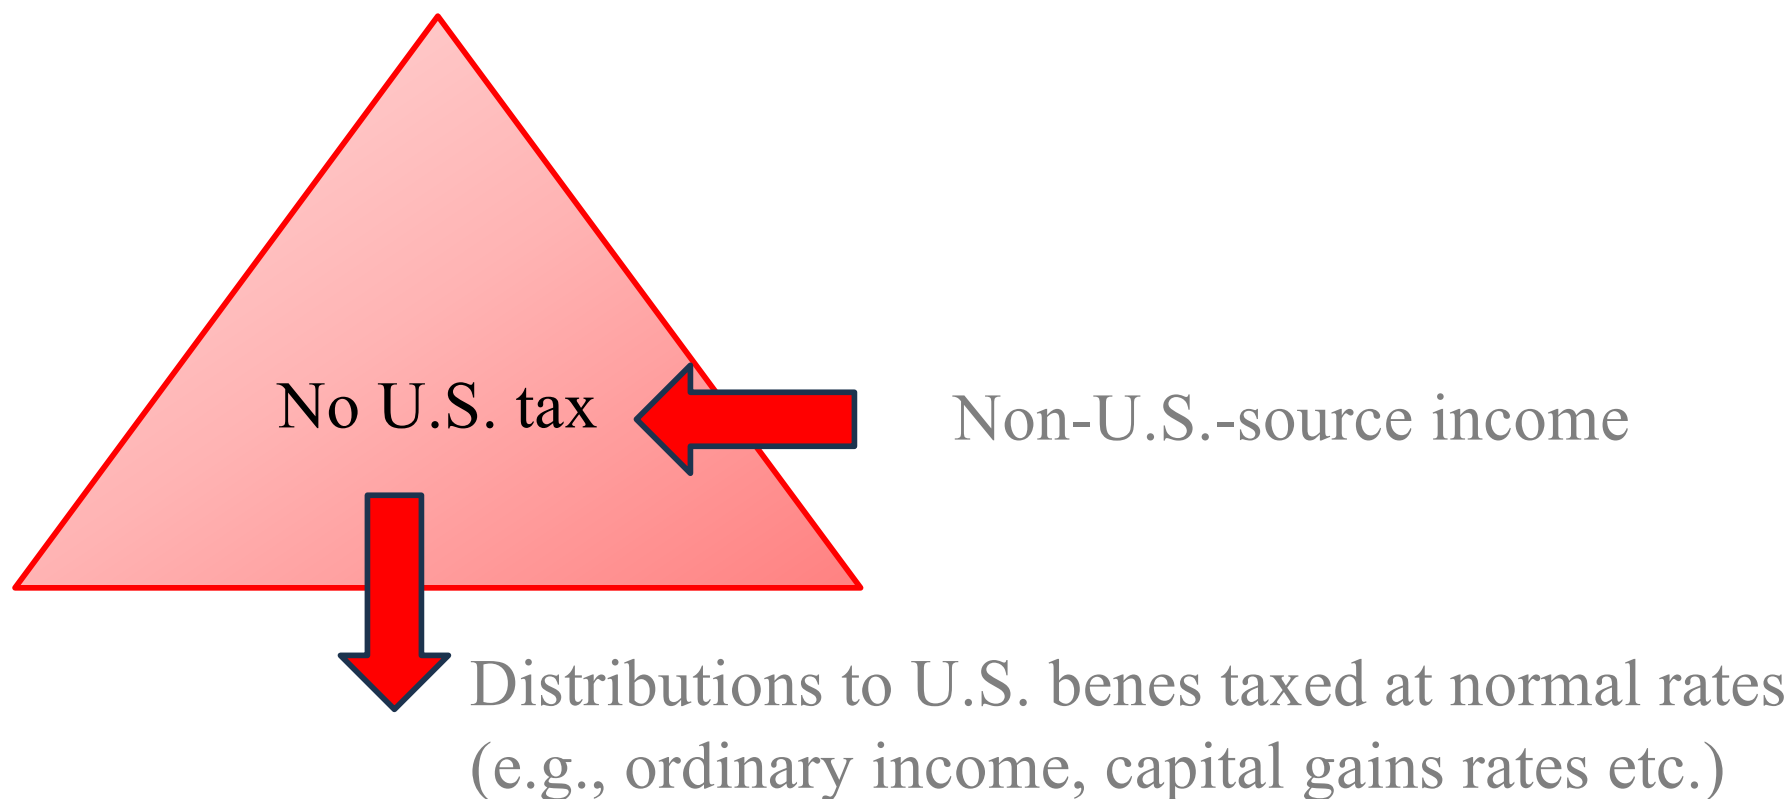 No U.S. tax
Non-U.S.-source income
Distributions to U.S. benes taxed at normal rates
(e.g., ordinary income, capital gains rates etc.)